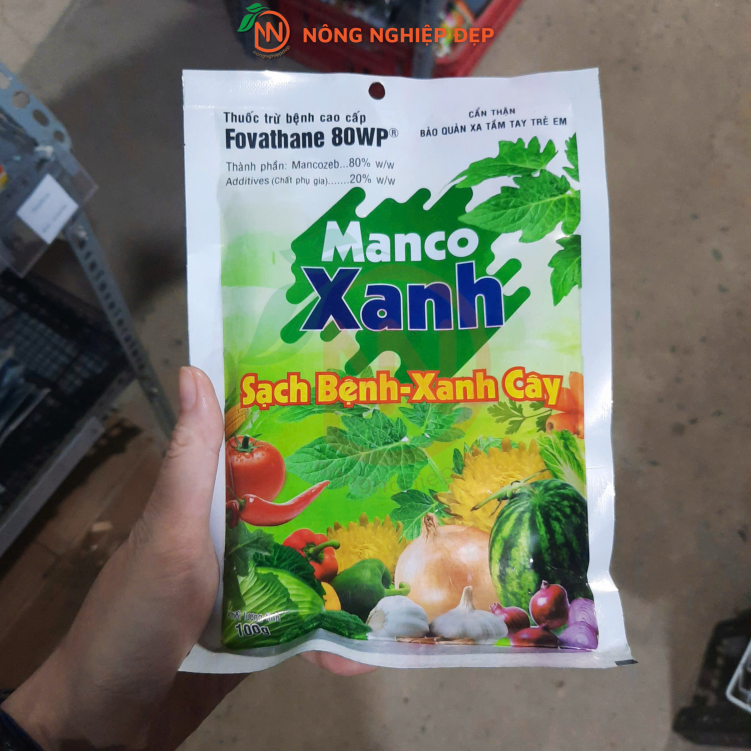 NN NÔNG NGHIỆP ĐẸP
Thuốc trừ bệnh cao cấp
Fovathane 80WP®
CẨN THẬN
BẢO QUẢN XA TẦM TAY TRẺ EM
Thành phần: Mancozeb...80% w/w
Additives (Chất phụ gia).......20% w/w
Manco
Xanh
Sạch Bệnh-Xanh Cây
100g